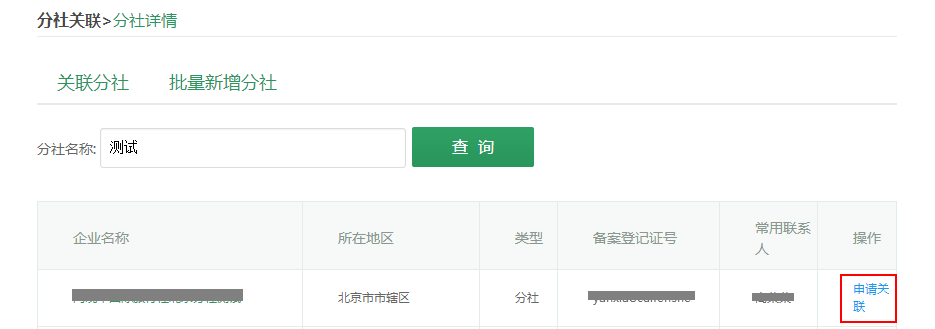 分社关联>分社详情
关联分社 批量新增分社
分社名称: 测试 查 询
企业名称 所在地区 类型 备案登记证号 常用联系人 操作
北京市市辖区 分社 申请关联